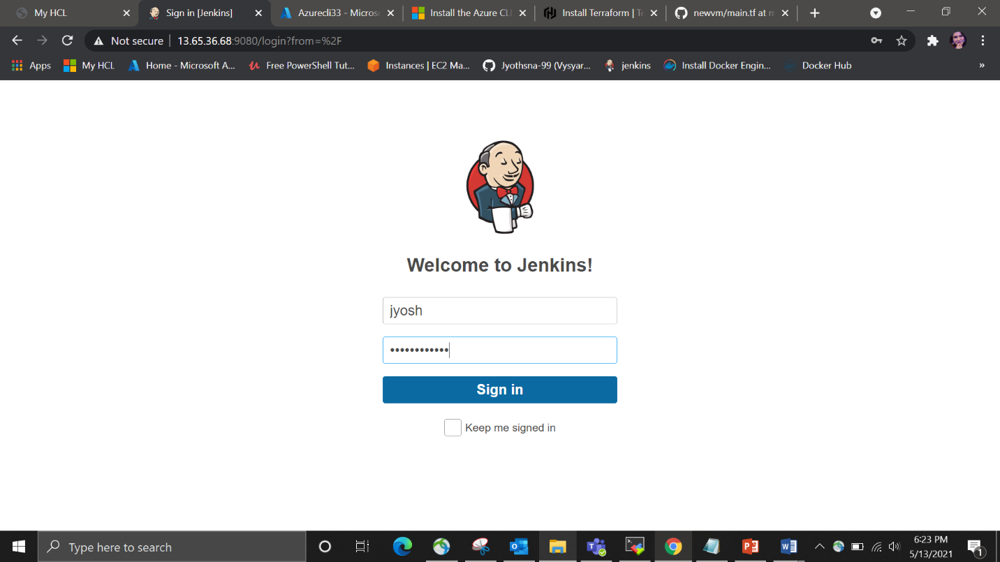 My HCL
Sign in [Jenkins]
Azurecli33 - Micros
Install the Azure CLI
Install Terraform | Te
newvm/main.tf at m
Not secure
13.65.36.68:9080/login?from=%2F
Apps
My HCL
Home - Microsoft A...
Free PowerShell Tut...
Instances | EC2 Ma...
Jyothsna-99 (Vysyar...
jenkins
Install Docker Engin...
Docker Hub
»
Welcome to Jenkins!
jyosh
••••••••••••
Sign in
Keep me signed in
Type here to search
6:23 PM
5/13/2021
1